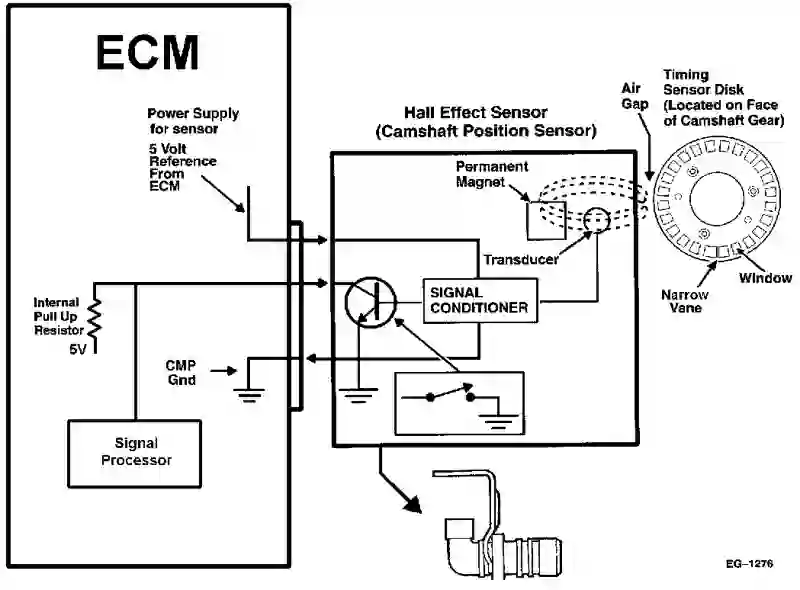 ECM
Power Supply
for sensor
5 Volt
Reference
From
ECM
Internal
Pull Up
Resistor
5V
CMP
Gnd
Signal
Processor
Hall Effect Sensor
(Camshaft Position Sensor)
Permanent
Magnet
Transducer
SIGNAL
CONDITIONER
Air
Gap
Timing
Sensor Disk
(Located on Face
of Camshaft Gear)
Window
Narrow
Vane
EG-1276